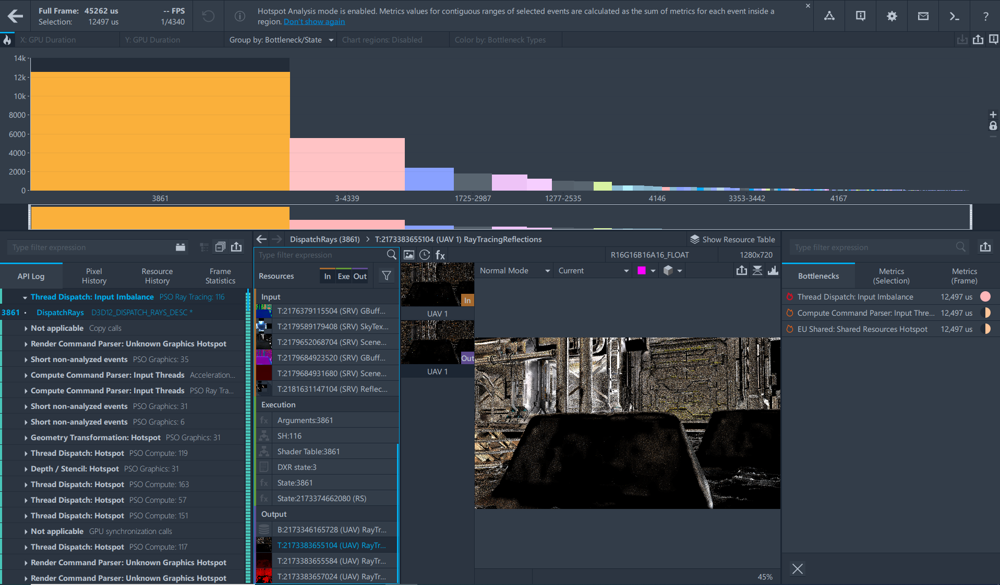 Full Frame: 45262 us -- FPS
Selection: 12497 us 1/4340
Hotspot Analysis mode is enabled. Metrics values for contiguous ranges of selected events are calculated as the sum of metrics for each event inside a
region. Don't show again
X: GPU Duration
Y: GPU Duration
Group by: Bottleneck/State
Chart regions: Disabled
Color by: Bottleneck Types
14k
12k
10k
8000
6000
4000
2000
0
3861
3-4339
1725-2987
1277-2535
4146
3353-3442
4167
Type filter expression
API Log
Pixel
History
Resource
History
Frame
Statistics
Thread Dispatch: Input Imbalance PSO Ray Tracing: 116
3861 DispatchRays D3D12_DISPATCH_RAYS_DESC *
Not applicable Copy calls
Render Command Parser: Unknown Graphics Hotspot
Short non-analyzed events PSO Graphics: 35
Compute Command Parser: Input Threads Acceleration...
Compute Command Parser: Input Threads PSO Ray Tra...
Short non-analyzed events PSO Graphics: 31
Short non-analyzed events PSO Graphics: 6
Geometry Transformation: Hotspot PSO Graphics: 31
Thread Dispatch: Hotspot PSO Compute: 119
Depth / Stencil: Hotspot PSO Graphics: 31
Thread Dispatch: Hotspot PSO Compute: 163
Thread Dispatch: Hotspot PSO Compute: 57
Thread Dispatch: Hotspot PSO Compute: 151
Not applicable GPU synchronization calls
Thread Dispatch: Hotspot PSO Compute: 117
Render Command Parser: Unknown Graphics Hotspot
Render Command Parser: Unknown Graphics Hotspot
DispatchRays (3861) > T:2173383655104 (UAV 1) RayTracingReflections
Show Resource Table
Type filter expression
fx
R16G16B16A16_FLOAT
1280x720
Resources In Exe Out
Input
T:2176379115504 (SRV) GBuff...
T:2179589179408 (SRV) SkyTex...
T:2179652068704 (SRV) Scene...
T:2179684923520 (SRV) GBuff...
T:2179684931680 (SRV) Scene...
T:2181631147104 (SRV) Reflec...
Execution
fx Arguments:3861
SH:116
Shader Table:3861
DXR state:3
fx State:3861
fx State:2173374662080 (RS)
Output
B:2173346165728 (UAV) RayTr...
T:2173383655104 (UAV) RayTr...
T:2173383655584 (UAV) RayTr...
T:2173383657024 (UAV) RayTr...
In
UAV 1
Out
UAV 1
Normal Mode
Current
45%
Type filter expression
Bottlenecks
Metrics
(Selection)
Metrics
(Frame)
Thread Dispatch: Input Imbalance 12,497 us
Compute Command Parser: Input Thre... 12,497 us
EU Shared: Shared Resources Hotspot 12,497 us